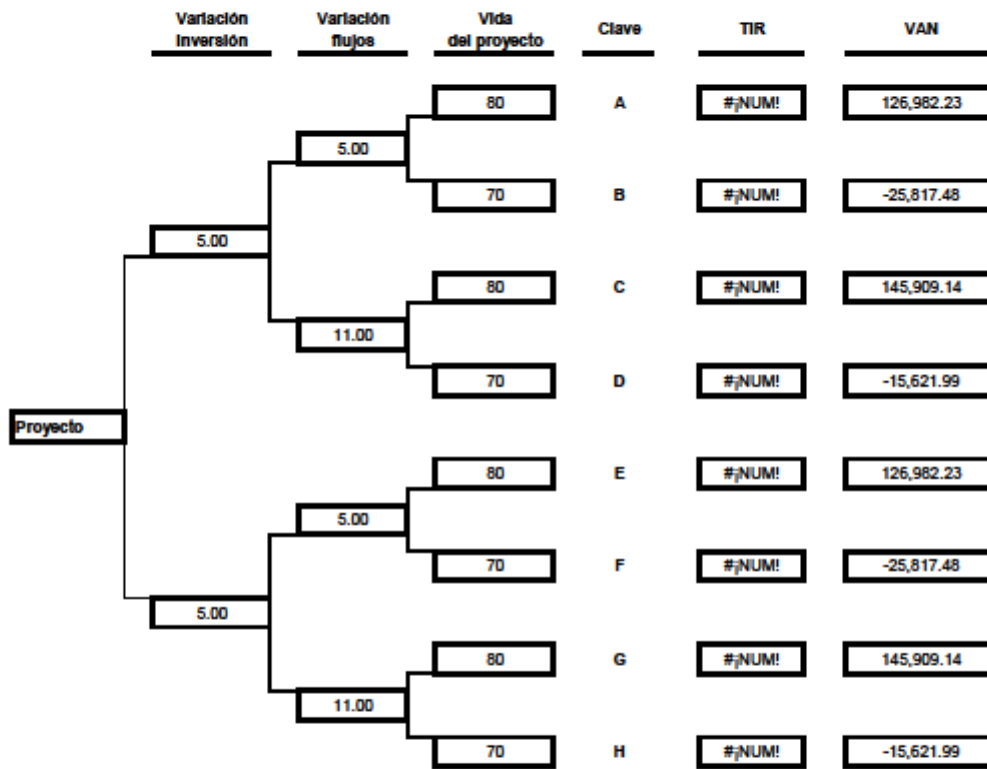 Variación Inversión
Variación flujos
Vida del proyecto
Clave
TIR
VAN
80 A #¡NUM! 126,982.23
5.00
70 B #¡NUM! -25,817.48
5.00
80 C #¡NUM! 145,909.14
11.00
70 D #¡NUM! -15,621.99
Proyecto
80 E #¡NUM! 126,982.23
5.00
70 F #¡NUM! -25,817.48
5.00
80 G #¡NUM! 145,909.14
11.00
70 H #¡NUM! -15,621.99